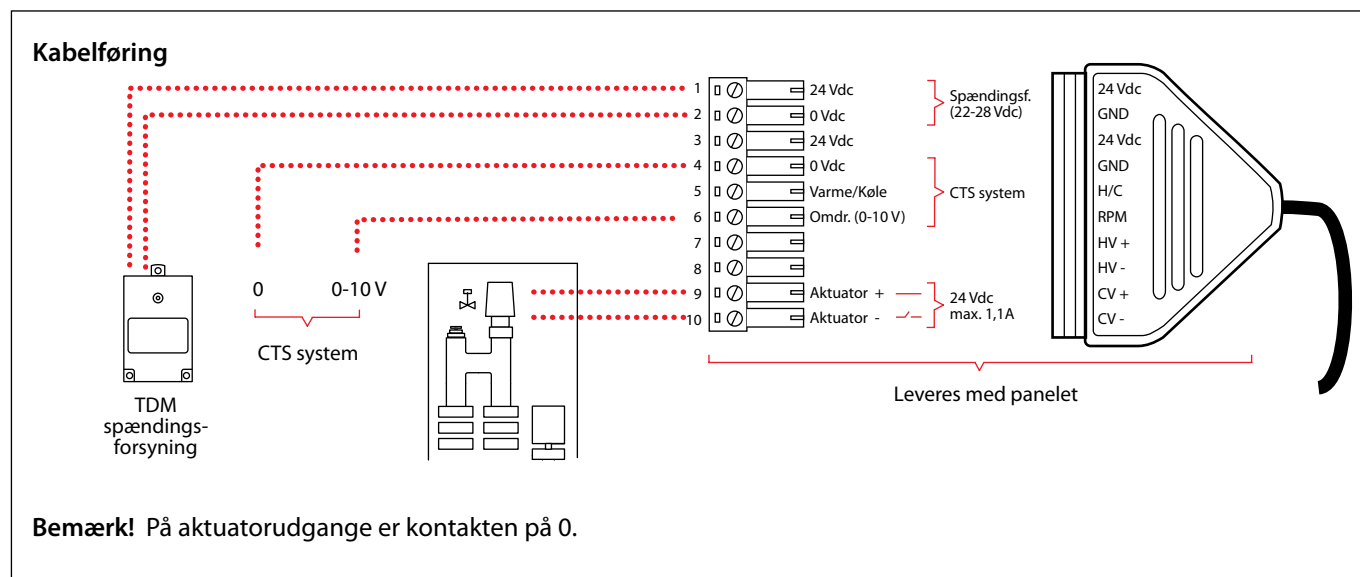 Kabelføring
1 24 Vdc
2 0 Vdc
3 24 Vdc
4 0 Vdc
5 Varme/Køle
6 Omdr. (0-10 V)
7
8
9 Aktuator +
10 Aktuator -
Spændingsf.
(22-28 Vdc)
CTS system
24 Vdc
max. 1,1A
24 Vdc
GND
24 Vdc
GND
H/C
RPM
HV +
HV -
CV +
CV -
0 0-10 V
CTS system
TDM
spændings-
forsyning
Leveres med panelet
Bemærk! På aktuatorudgange er kontakten på 0.